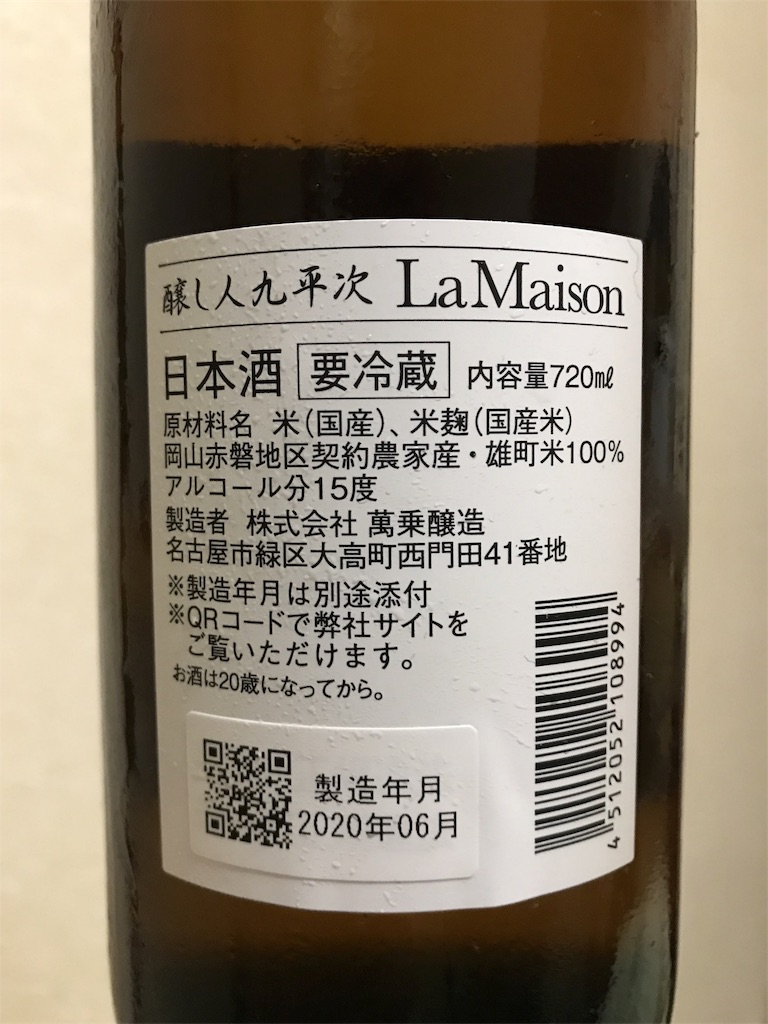 醸し人九平次 La Maison
日本酒 要冷蔵 内容量720㎖
原材料名 米(国産)、米麹(国産米)
岡山赤磐地区契約農家産・雄町米100%
アルコール分15度
製造者 株式会社 萬乗醸造
名古屋市緑区大高町西門田41番地
※製造年月は別途添付
※QRコードで弊社サイトを
ご覧いただけます。
お酒は20歳になってから。
製造年月
2020年06月
4512052108994